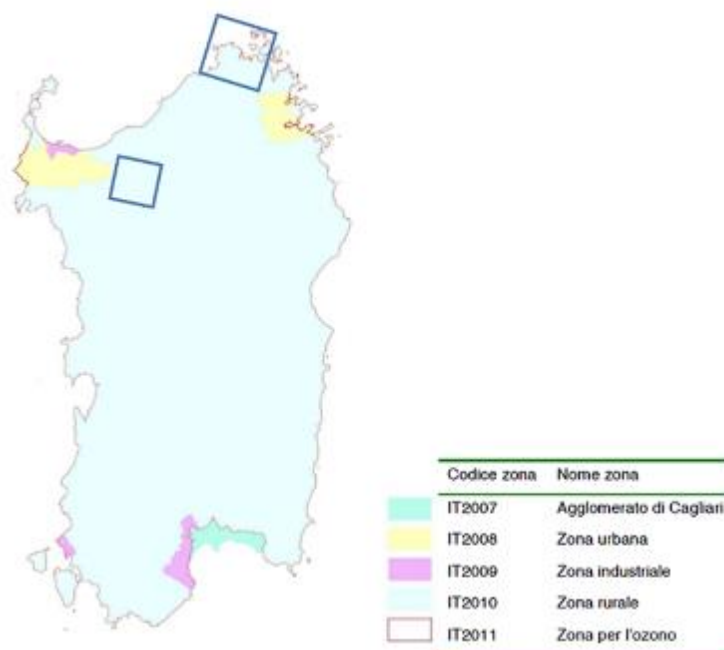 Codice zona Nome zona
IT2007 Agglomerato di Cagliari
IT2008 Zona urbana
IT2009 Zona industriale
IT2010 Zona rurale
IT2011 Zona per l'ozono